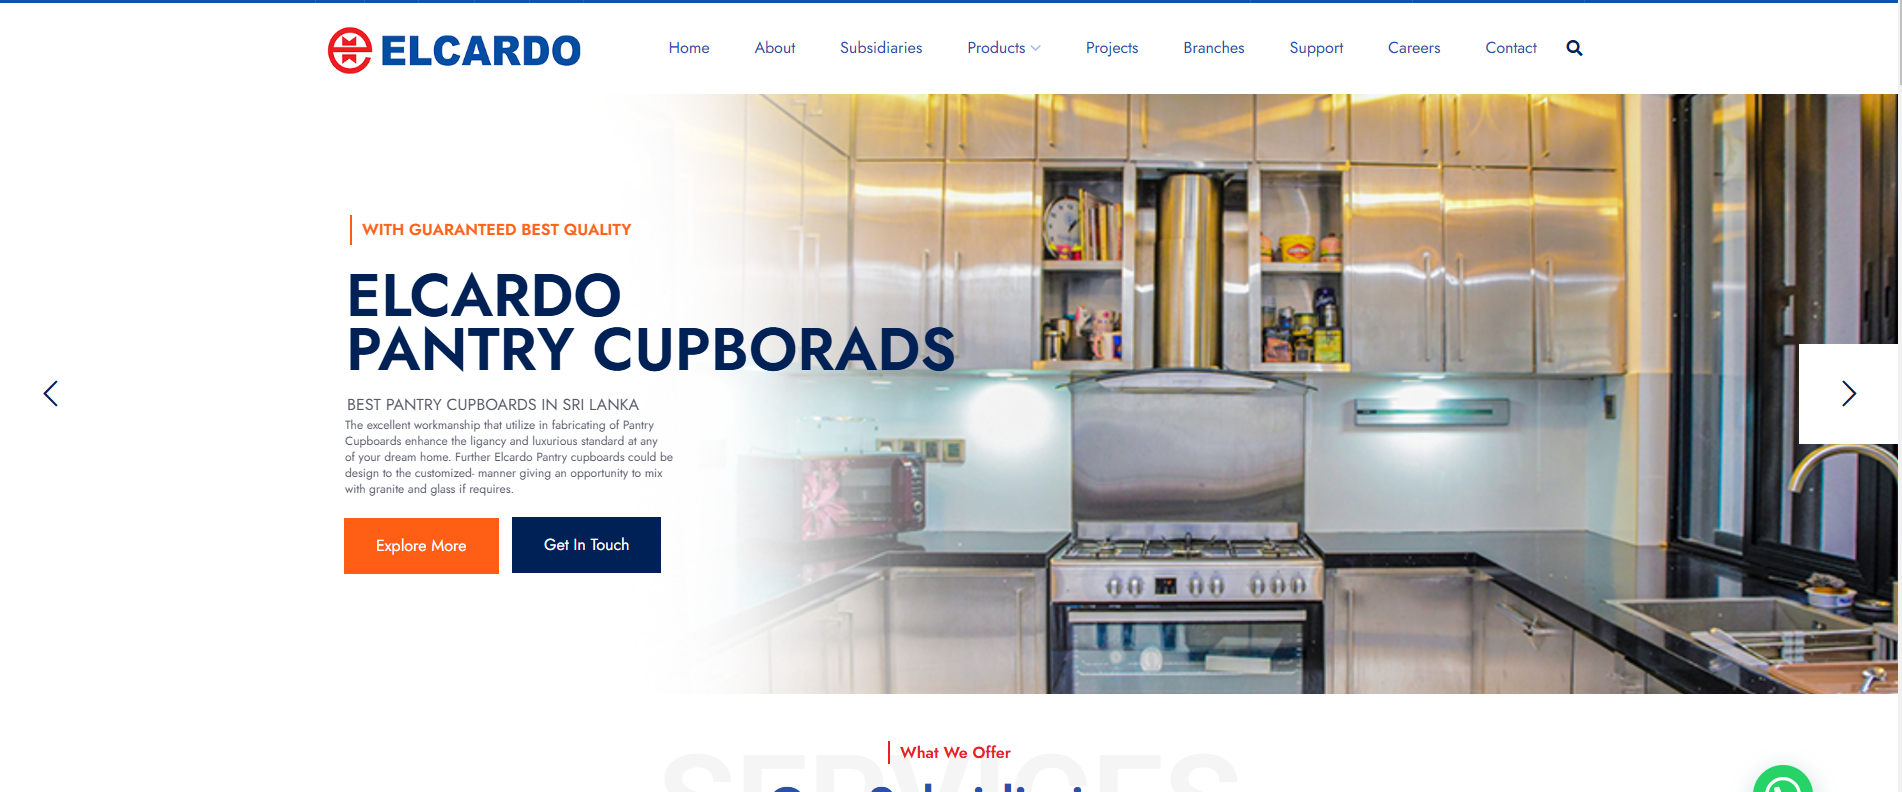 ELCARDO
Home About Subsidiaries Products Projects Branches Support Careers Contact
WITH GUARANTEED BEST QUALITY
ELCARDO
PANTRY CUPBORADS
BEST PANTRY CUPBOARDS IN SRI LANKA
The excellent workmanship that utilize in fabricating of Pantry
Cupboards enhance the ligancy and luxurious standard at any
of your dream home. Further Elcardo Pantry cupboards could be
design to the customized- manner giving an opportunity to mix
with granite and glass if requires.
Explore More
Get In Touch
What We Offer
SERVICES
Our Subsidiaries